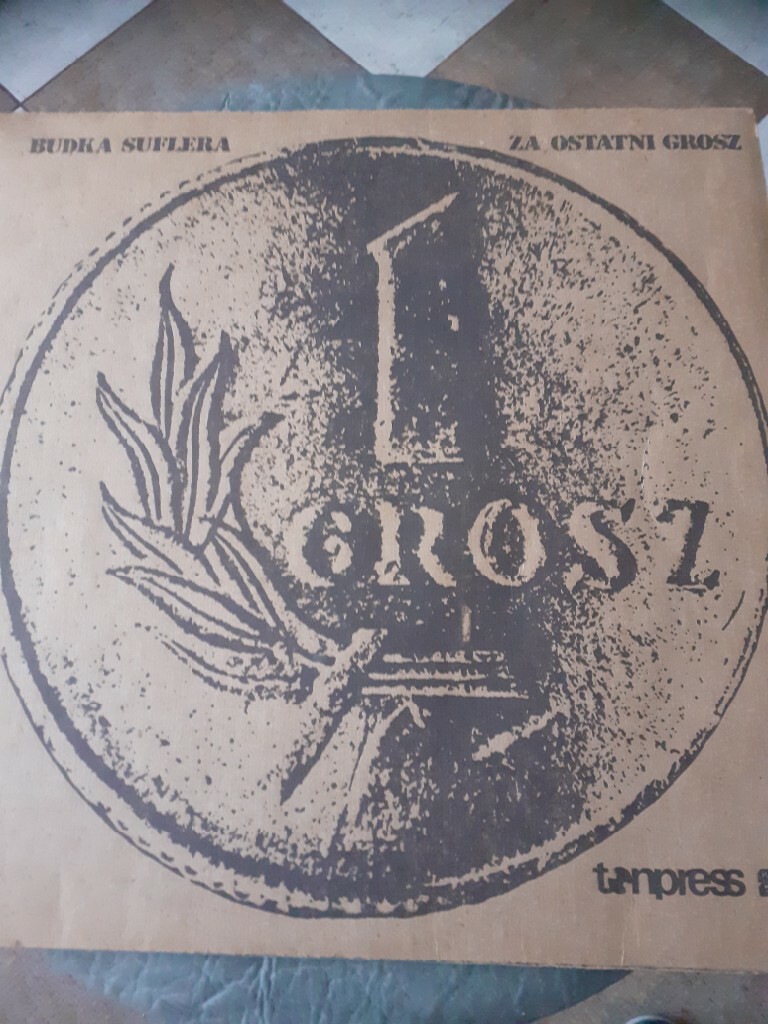 BUDKA SUFLERA
ZA OSTATNI GROSZ
1
GROSZ
tonpress